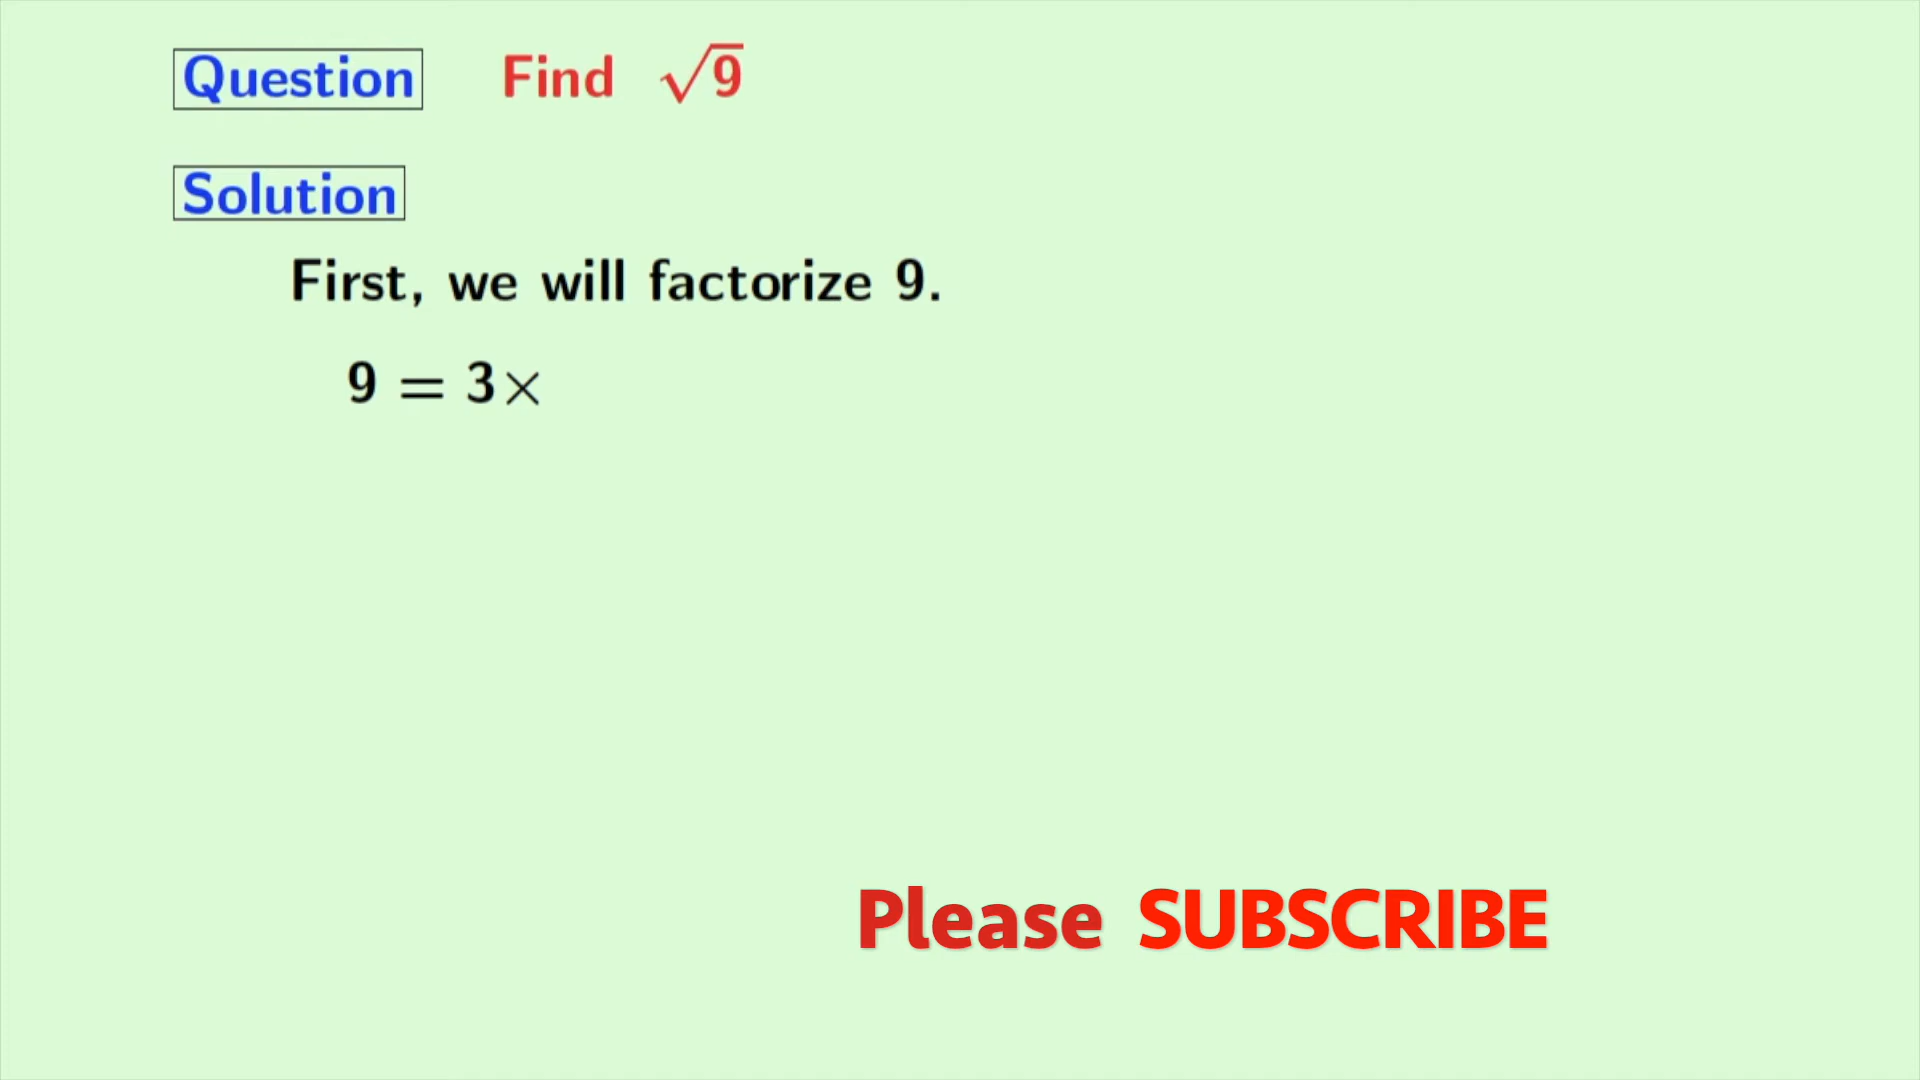 Question Find √9
Solution
First, we will factorize 9.
9 = 3×
Please SUBSCRIBE